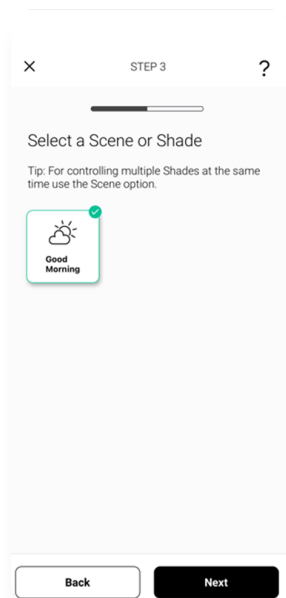 STEP 3
?
Select a Scene or Shade
Tip: For controlling multiple Shades at the same
time use the Scene option.
Good
Morning
Back
Next